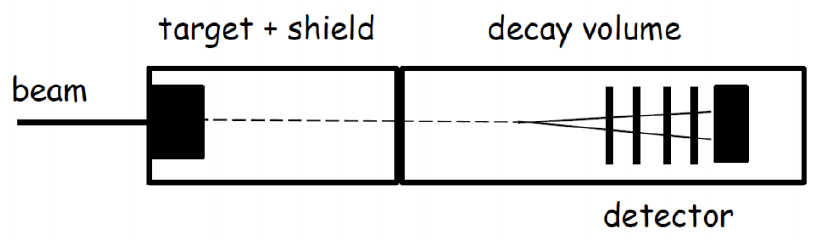 target + shield
decay volume
beam
detector